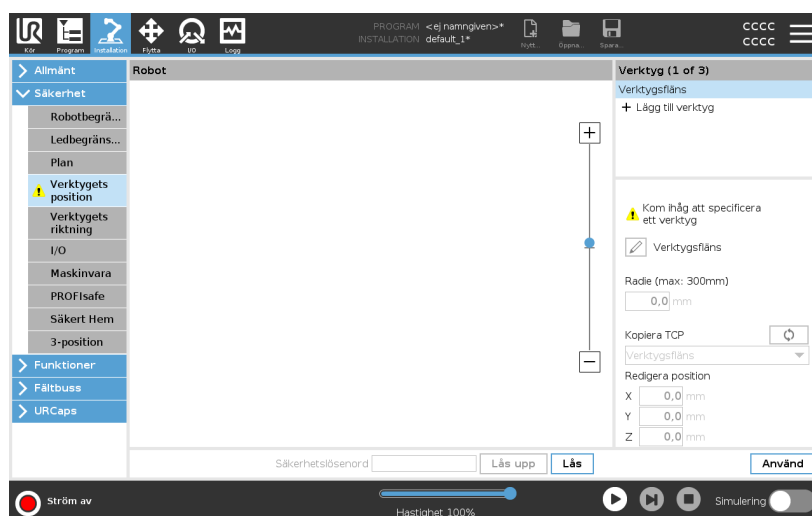 PROGRAM <ej namngiven>*
INSTALLATION default_1*
CCCC
CCCC
Kör Program Installation Flytta I/O Logg Nytt... Öppna... Spara...
Allmänt
Säkerhet
Robotbegrä...
Ledbegräns...
Plan
Verktygets
position
Verktygets
riktning
I/O
Maskinvara
PROFIsafe
Säkert Hem
3-position
Funktioner
Fältbuss
URCaps
Robot
+
−
Verktyg (1 of 3)
Verktygsfläns
+ Lägg till verktyg
Kom ihåg att specificera
ett verktyg
Verktygsfläns
Radie (max: 300mm)
0,0 mm
Kopiera TCP
Verktygsfläns
Redigera position
X 0,0 mm
Y 0,0 mm
Z 0,0 mm
Säkerhetslösenord Lås upp Lås Använd
Ström av
Hastighet 100%
Simulering